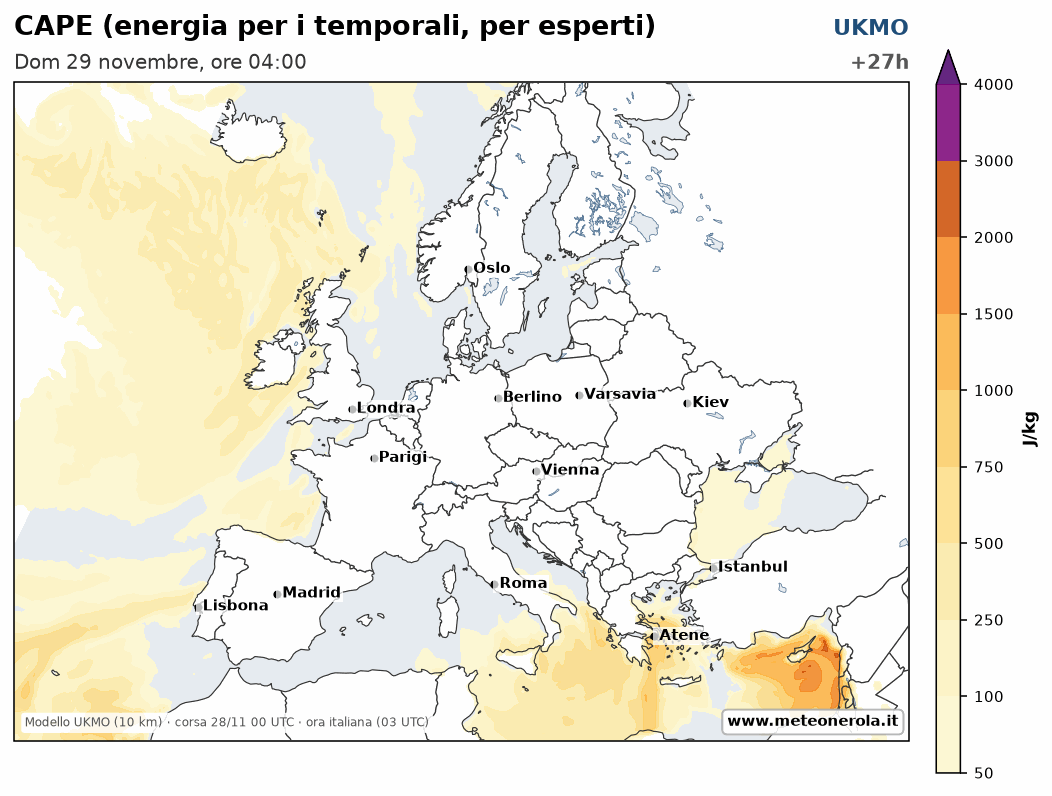 CAPE (energia per i temporali, per esperti)
UKMO
Dom 29 novembre, ore 04:00
+27h
4000
3000
2000
1500
1000
750
500
250
100
50
J/kg
Oslo
Londra
Berlino
Varsavia
Kiev
Parigi
Vienna
Istanbul
Roma
Madrid
Lisbona
Atene
Modello UKMO (10 km) · corsa 28/11 00 UTC · ora italiana (03 UTC)
www.meteonerola.it